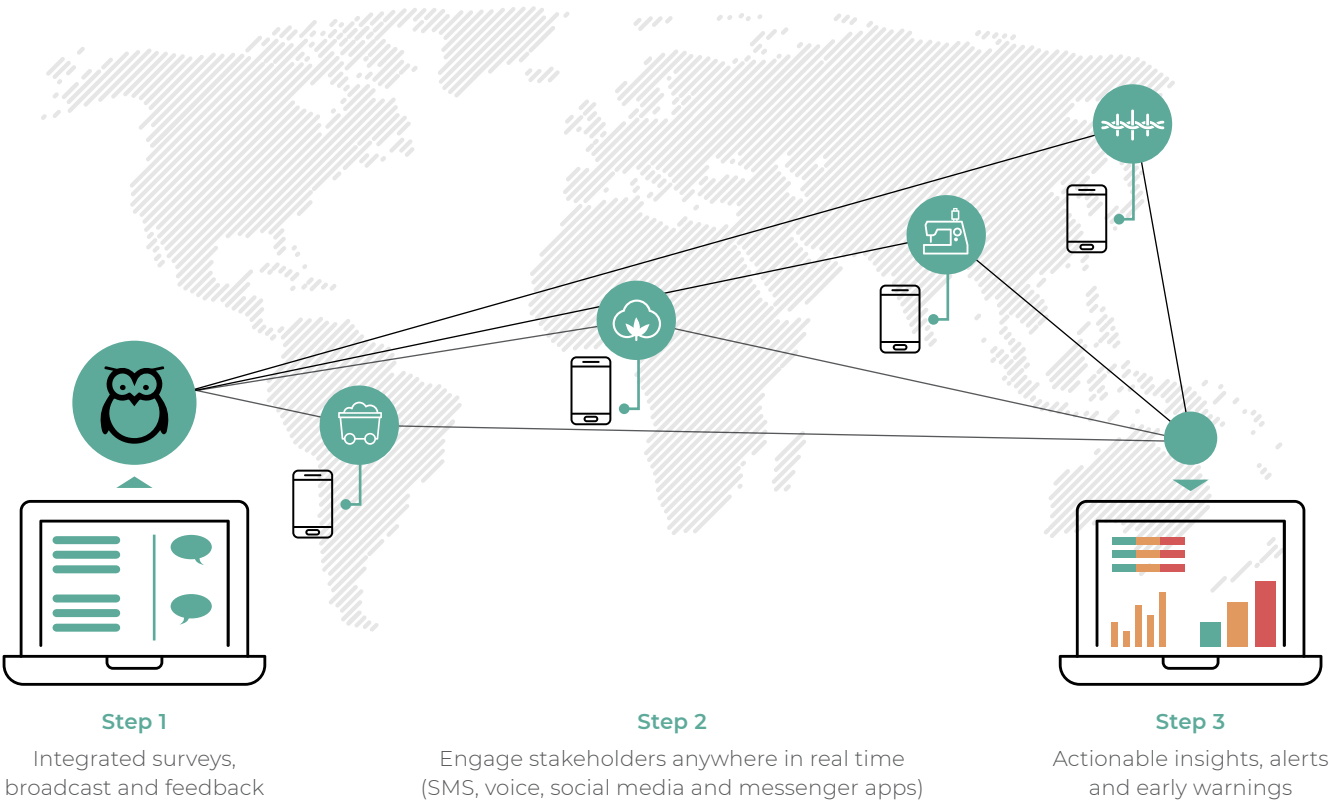 Step 1
Integrated surveys,
broadcast and feedback
Step 2
Engage stakeholders anywhere in real time
(SMS, voice, social media and messenger apps)
Step 3
Actionable insights, alerts
and early warnings